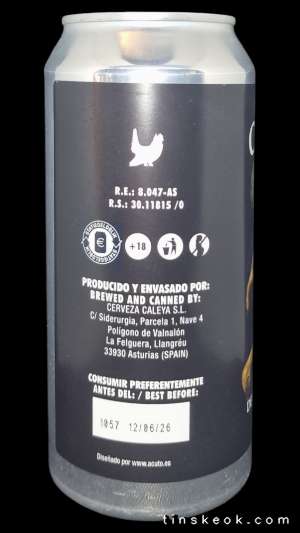 R.E.: 8.047-AS
R.S.: 30.11815 /0
€
+18
PRODUCIDO Y ENVASADO POR:
BREWED AND CANNED BY:
CERVEZA CALEYA S.L.
C/ Siderurgia, Parcela 1, Nave 4
Polígono de Valnalón
La Felguera, Llangréu
33930 Asturias (SPAIN)
CONSUMIR PREFERENTEMENTE
ANTES DEL: / BEST BEFORE:
1057 12/06/26
Diseñado por www.acuto.es
tinskeok.com